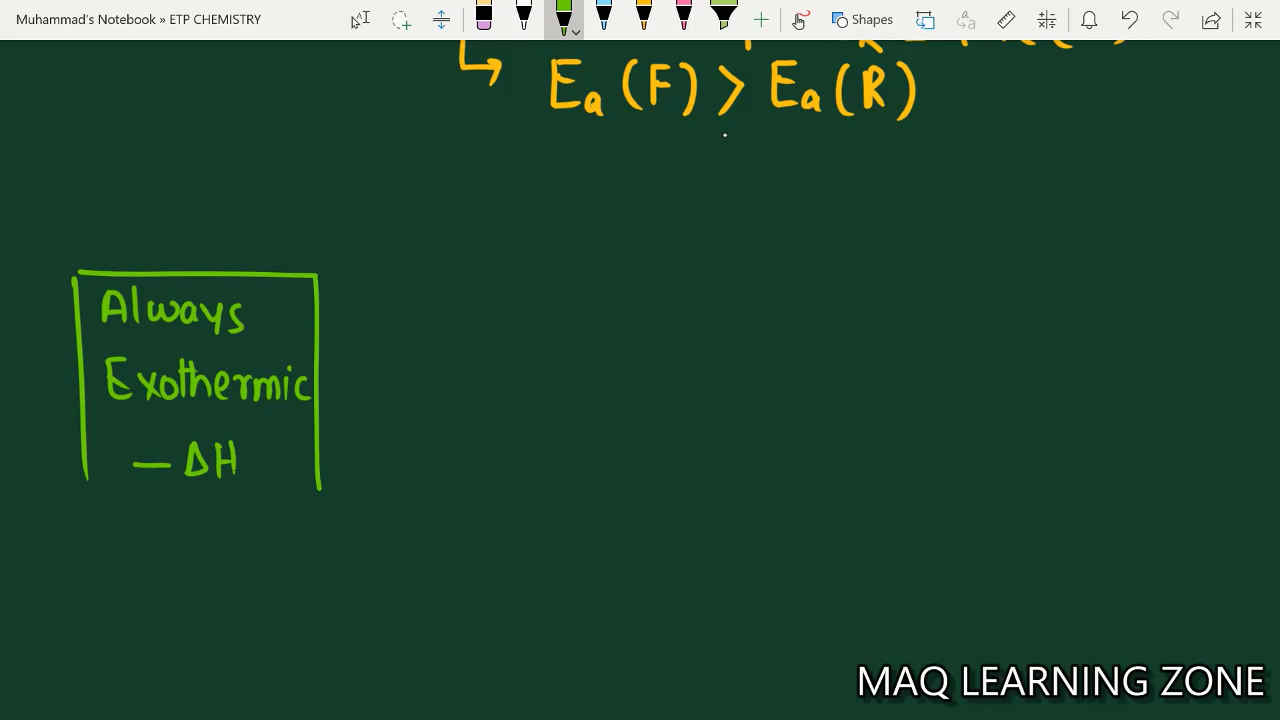 Muhammad's Notebook » ETP CHEMISTRY
Shapes
Ea (F) > Ea (R)
Always
Exothermic
– ΔH
MAQ LEARNING ZONE